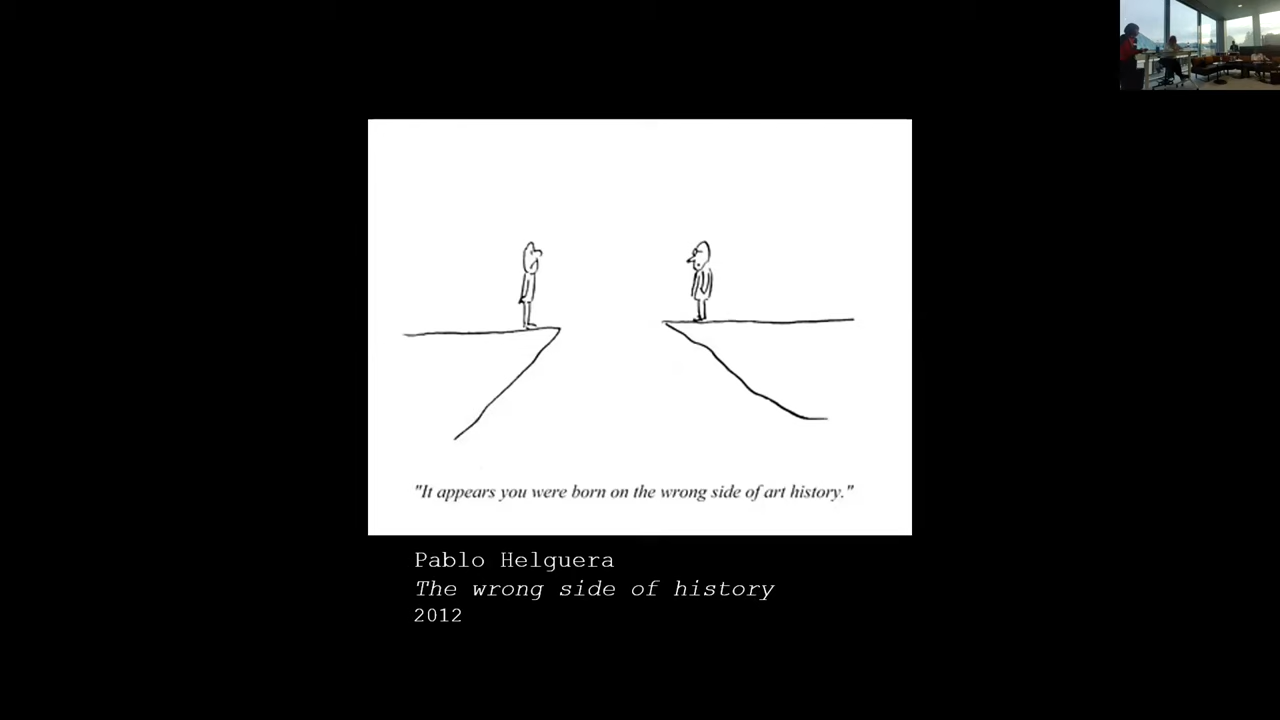 "It appears you were born on the wrong side of art history."
Pablo Helguera
The wrong side of history
2012